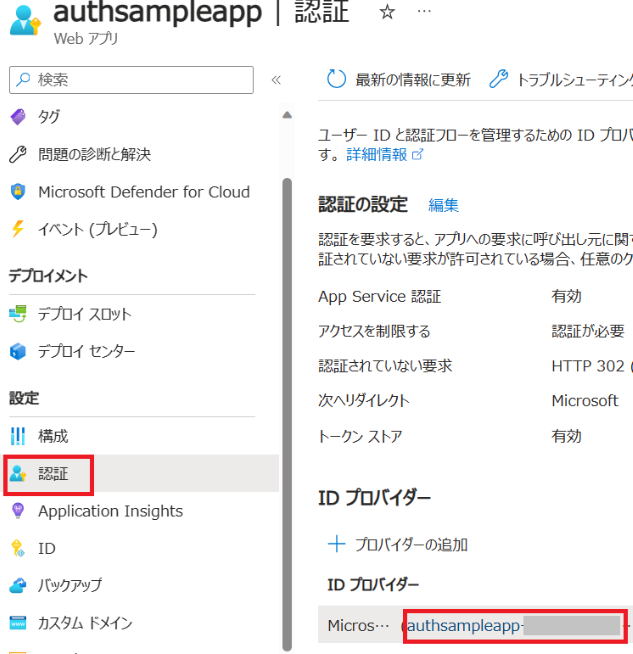 authsampleapp | 認証 ☆ …
Web アプリ
検索
«
タグ
問題の診断と解決
Microsoft Defender for Cloud
イベント (プレビュー)
デプロイメント
デプロイ スロット
デプロイ センター
設定
構成
認証
Application Insights
ID
バックアップ
カスタム ドメイン
最新の情報に更新 トラブルシューティン
ユーザー ID と認証フローを管理するための ID プロバ
す。 詳細情報
認証の設定 編集
認証を要求すると、アプリへの要求に呼び出し元に関
証されていない要求が許可されている場合、任意のク
App Service 認証 有効
アクセスを制限する 認証が必要
認証されていない要求 HTTP 302 (
次へリダイレクト Microsoft
トークン ストア 有効
ID プロバイダー
プロバイダーの追加
ID プロバイダー
Micros… (authsampleapp-